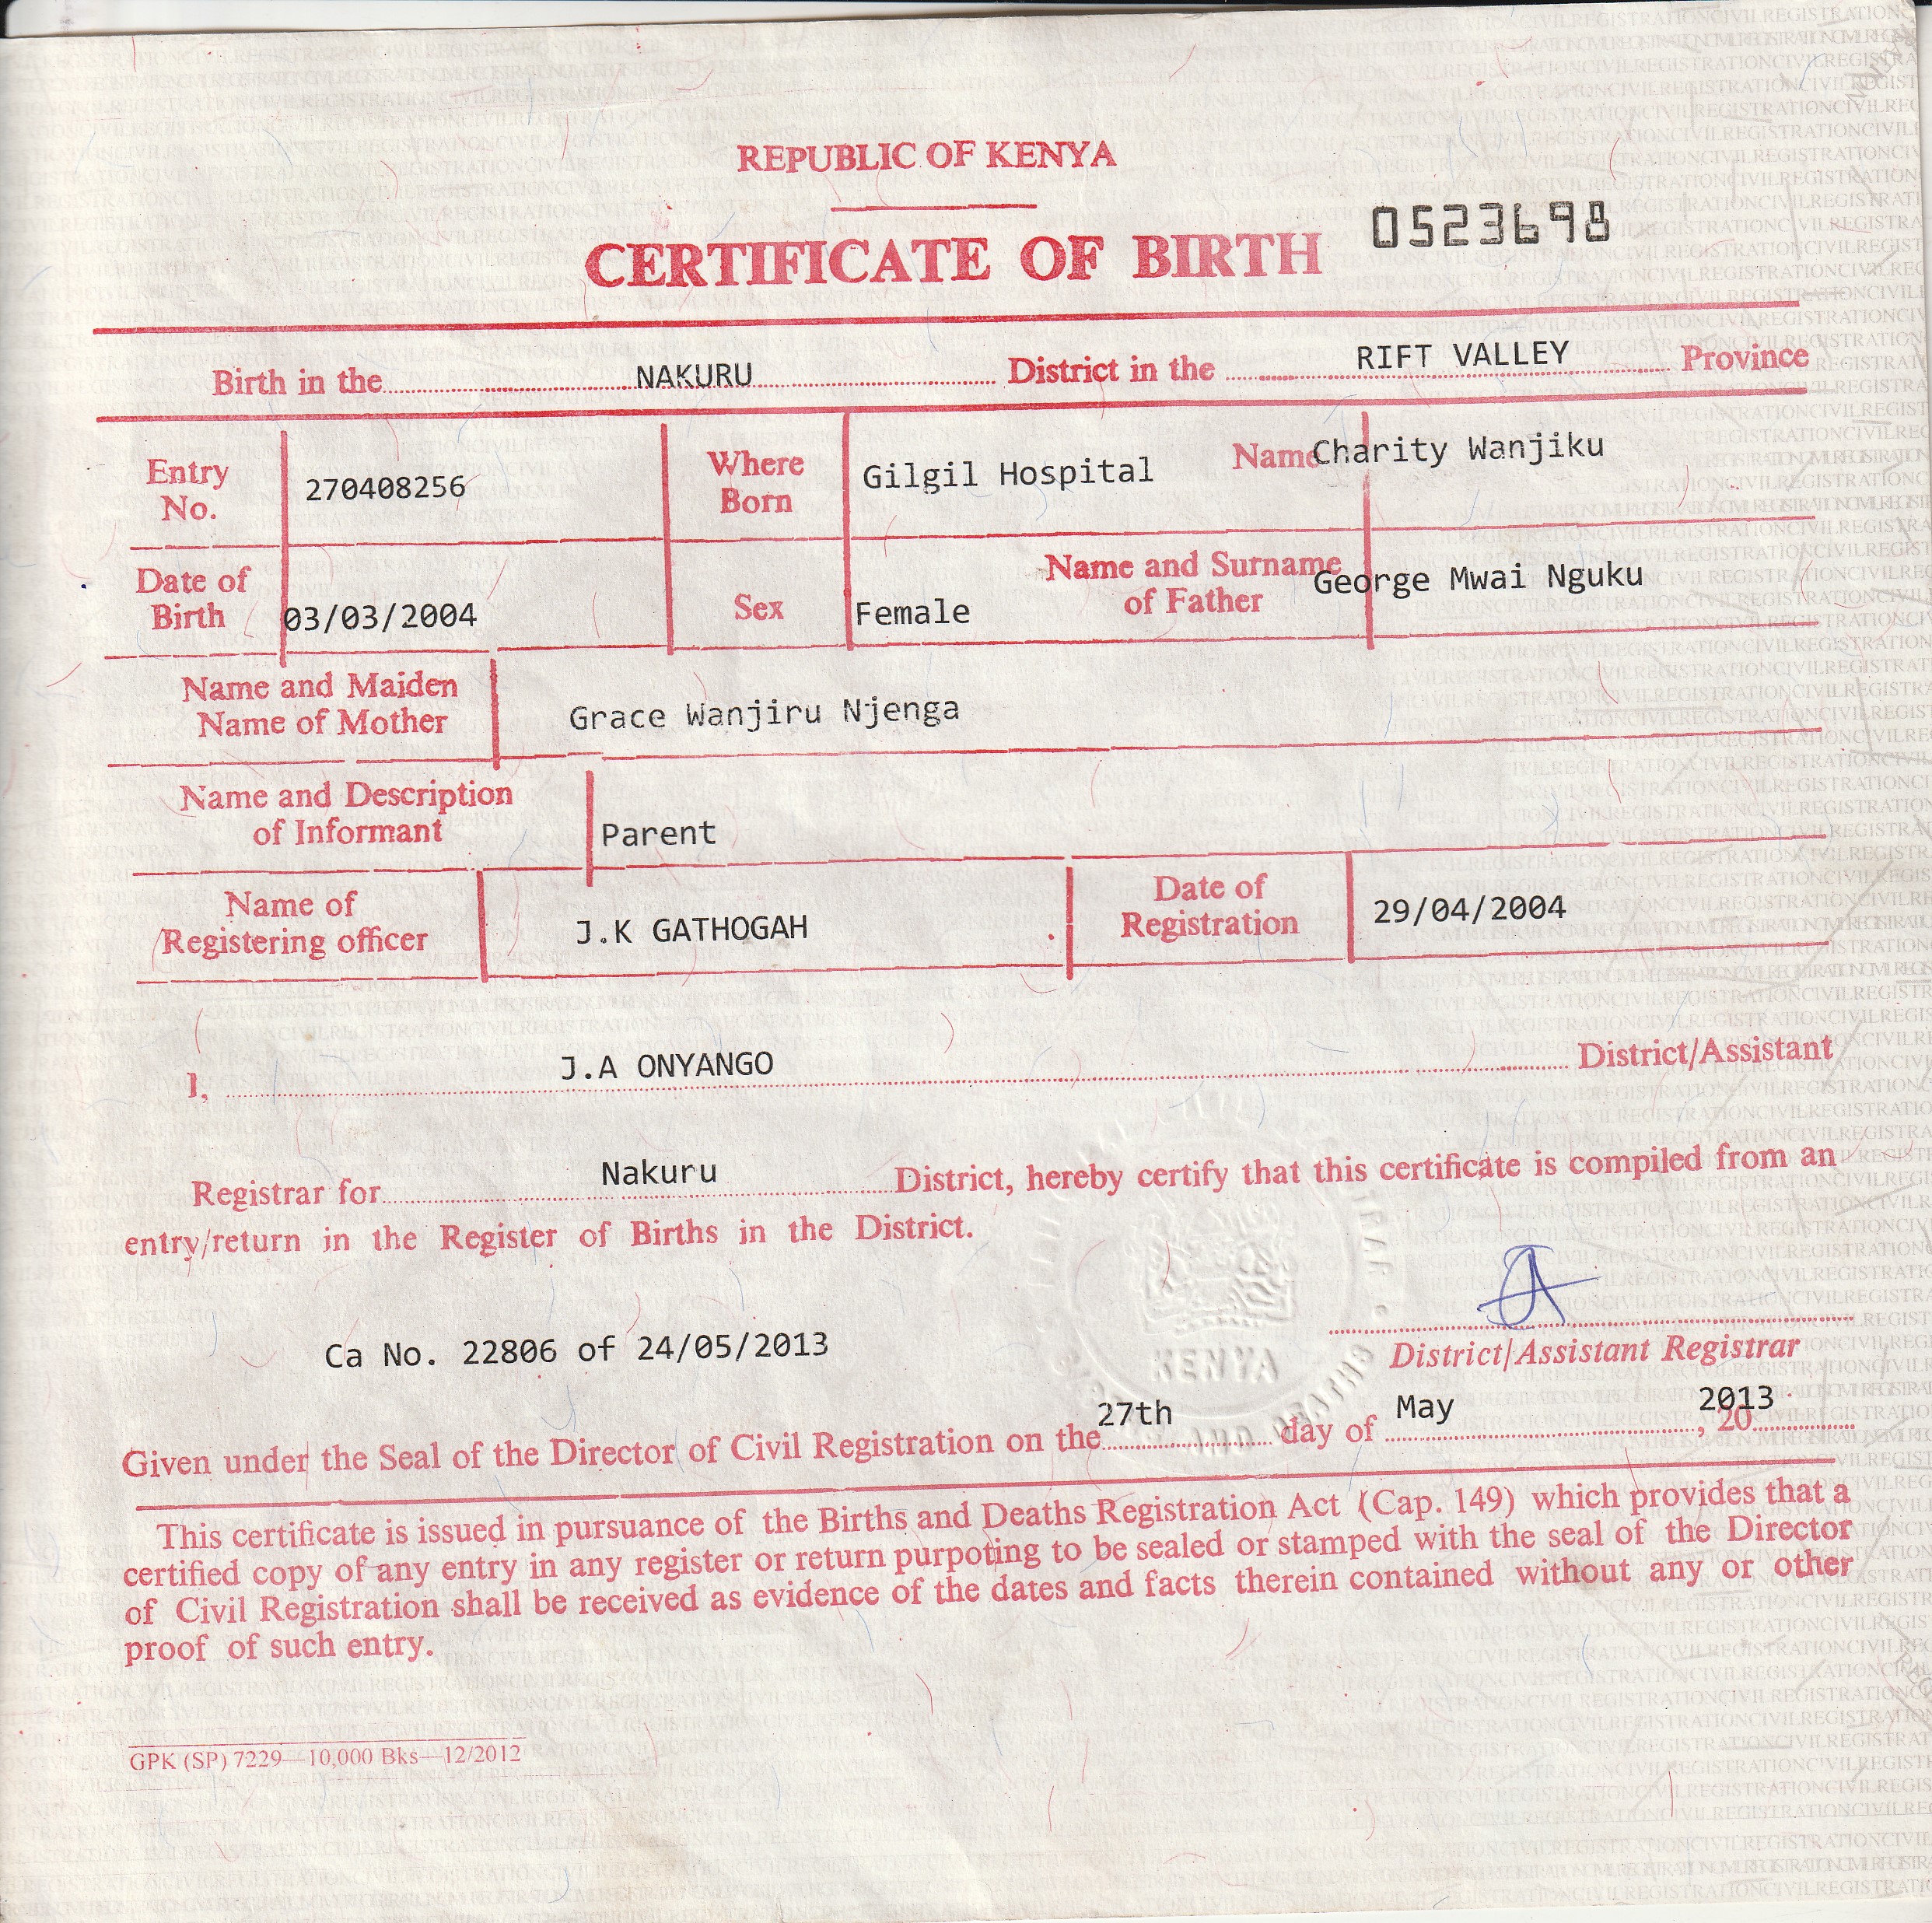 REPUBLIC OF KENYA
0523698
CERTIFICATE OF BIRTH
Birth in the NAKURU District in the RIFT VALLEY Province
Entry No. 270408256 Where Born Gilgil Hospital Name Charity Wanjiku
Date of Birth 03/03/2004 Sex Female Name and Surname of Father George Mwai Nguku
Name and Maiden Name of Mother Grace Wanjiru Njenga
Name and Description of Informant Parent
Name of Registering officer J.K GATHOGAH Date of Registration 29/04/2004
I, J.A ONYANGO District/Assistant
Registrar for Nakuru District, hereby certify that this certificate is compiled from an
entry/return in the Register of Births in the District.
Ca No. 22806 of 24/05/2013
District/Assistant Registrar
KENYA
Given under the Seal of the Director of Civil Registration on the 27th day of May, 20 2013
This certificate is issued in pursuance of the Births and Deaths Registration Act (Cap. 149) which provides that a
certified copy of any entry in any register or return purpoting to be sealed or stamped with the seal of the Director
of Civil Registration shall be received as evidence of the dates and facts therein contained without any or other
proof of such entry.
GPK (SP) 7229—10,000 Bks—12/2012